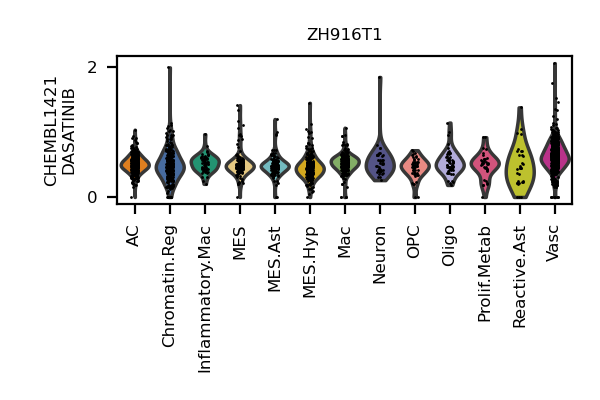 ZH916T1
CHEMBL1421
DASATINIB
2
0
AC
Chromatin.Reg
Inflammatory.Mac
MES
MES.Ast
MES.Hyp
Mac
Neuron
OPC
Oligo
Prolif.Metab
Reactive.Ast
Vasc